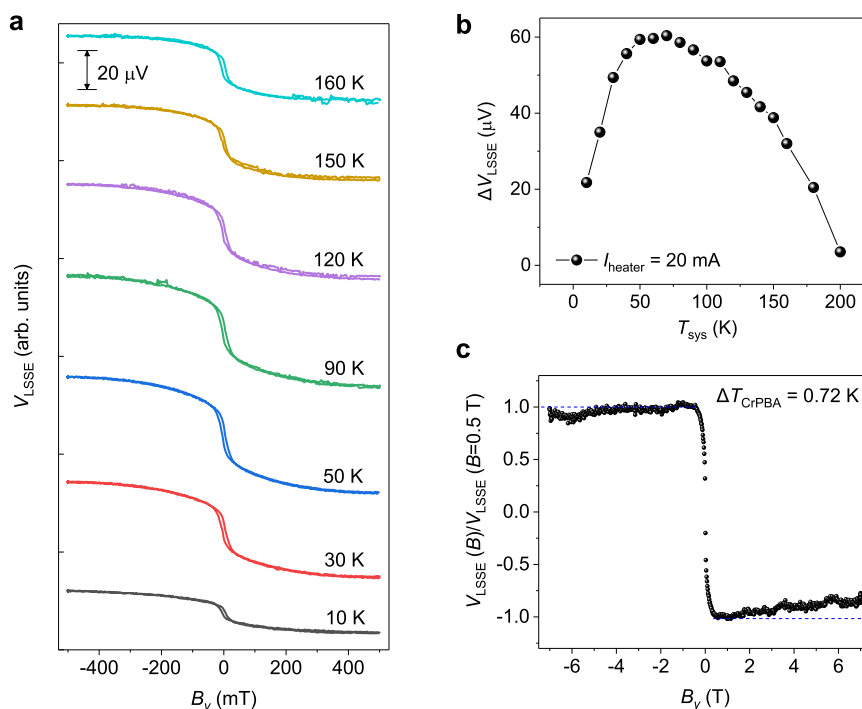 a
20 μV
160 K
150 K
120 K
90 K
50 K
30 K
10 K
V_LSSE (arb. units)
-400 -200 0 200 400
B_y (mT)
b
60
40
20
0
ΔV_LSSE (μV)
I_heater = 20 mA
0 50 100 150 200
T_sys (K)
c
ΔT_CrPBA = 0.72 K
1.0
0.5
0.0
-0.5
-1.0
V_LSSE (B)/V_LSSE (B=0.5 T)
-6 -4 -2 0 2 4 6
B_y (T)